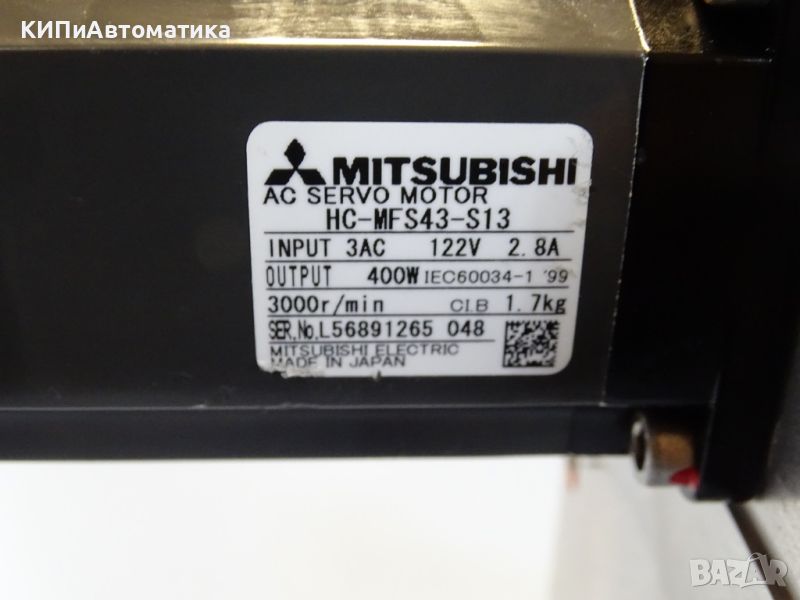 КИПиАвтоматика
MITSUBISHI
AC SERVO MOTOR
HC-MFS43-S13
INPUT 3AC 122V 2.8A
OUTPUT 400W IEC60034-1 '99
3000r/min CI.B 1.7kg
SER.No.L56891265 048
MITSUBISHI ELECTRIC
MADE IN JAPAN
BAZAR